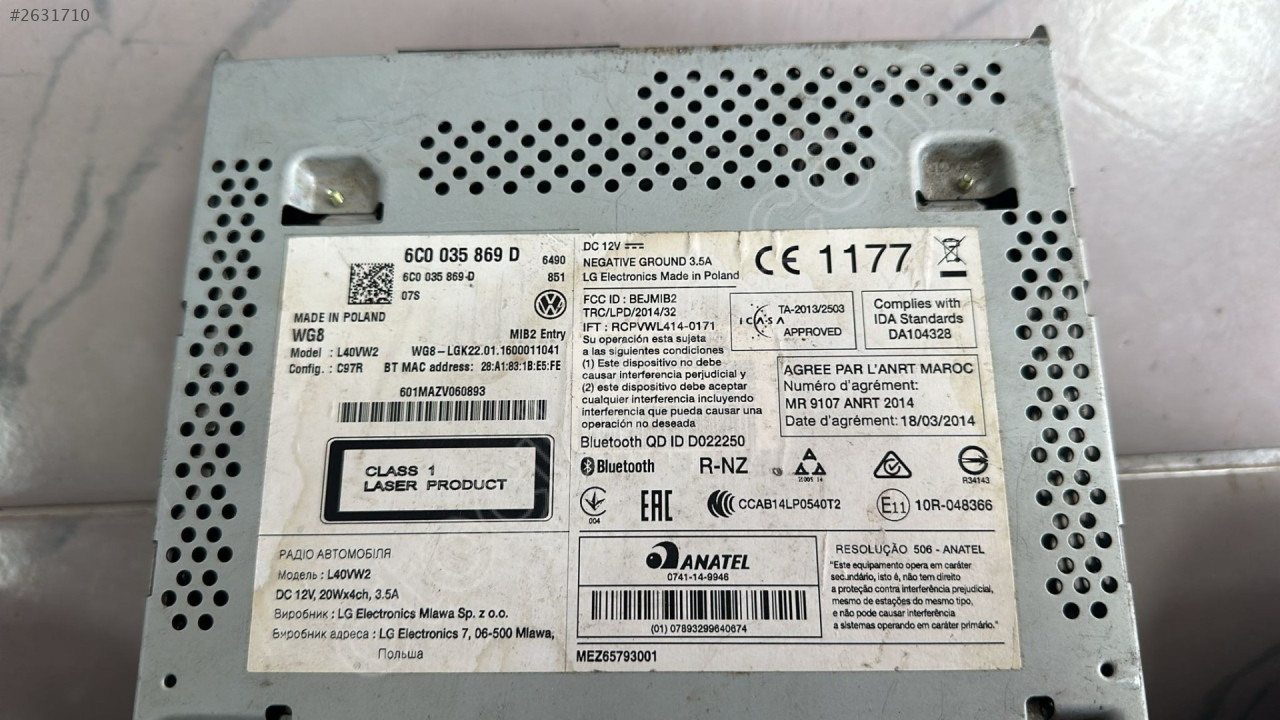 #2631710
6C0 035 869 D
6490
6C0 035 869 D
851
07S
MADE IN POLAND
WG8
MIB2 Entry
Model : L40VW2
WG8-LGK22.01.1600011041
Config. : C97R
BT MAC address: 28:A1:83:1B:E5:FE
601MAZV060893
CLASS 1
LASER PRODUCT
РАДІО АВТОМОБІЛЯ
Модель : L40VW2
DC 12V, 20Wx4ch, 3.5A
Виробник : LG Electronics Mlawa Sp. z o.o.
Виробник адреса : LG Electronics 7, 06-500 Mlawa,
Польша
DC 12V
NEGATIVE GROUND 3.5A
LG Electronics Made in Poland
CE 1177
FCC ID : BEJMIB2
TRC/LPD/2014/32
IFT : RCPVWL414-0171
Su operación esta sujeta
a las siguientes condiciones
(1) Este dispositivo no debe
causar interferencia perjudicial y
(2) este dispositivo debe aceptar
cualquier interferencia incluyendo
interferencia que pueda causar una
operación no deseada
ICASA
TA-2013/2503
APPROVED
Complies with
IDA Standards
DA104328
AGREE PAR L'ANRT MAROC
Numéro d'agrément:
MR 9107 ANRT 2014
Date d'agrément: 18/03/2014
Bluetooth QD ID D022250
Bluetooth
R-NZ
R34143
004
EAC
CCAB14LP0540T2
E11
10R-048366
ANATEL
0741-14-9946
(01) 07893299640674
RESOLUÇÃO 506 - ANATEL
"Este equipamento opera em caráter
secundário, isto é, não tem direito
a proteção contra interferência prejudicial,
mesmo de estações do mesmo tipo,
e não pode causar interferência
a sistemas operando em caráter primário."
MEZ65793001